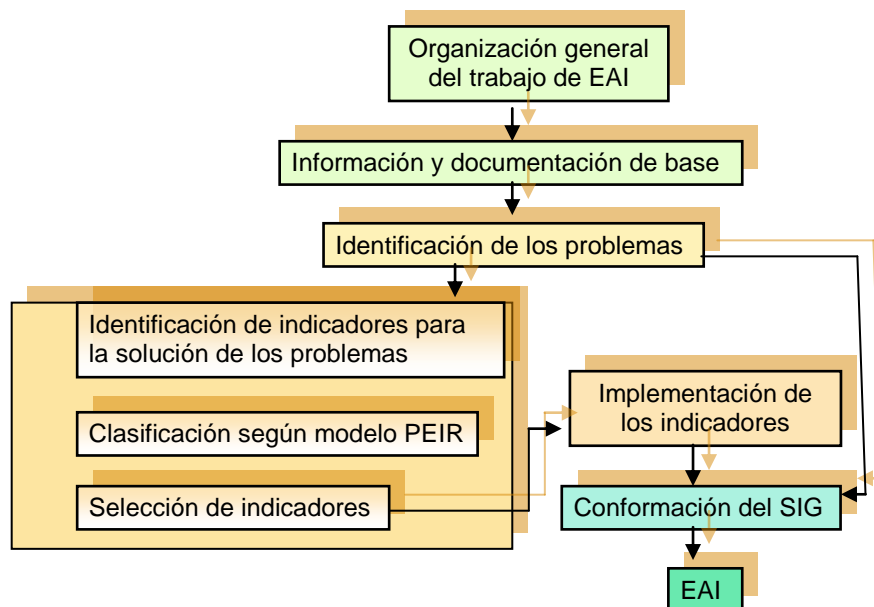 Organización general
del trabajo de EAI
Información y documentación de base
Identificación de los problemas
Identificación de indicadores para
la solución de los problemas
Clasificación según modelo PEIR
Selección de indicadores
Implementación de
los indicadores
Conformación del SIG
EAI